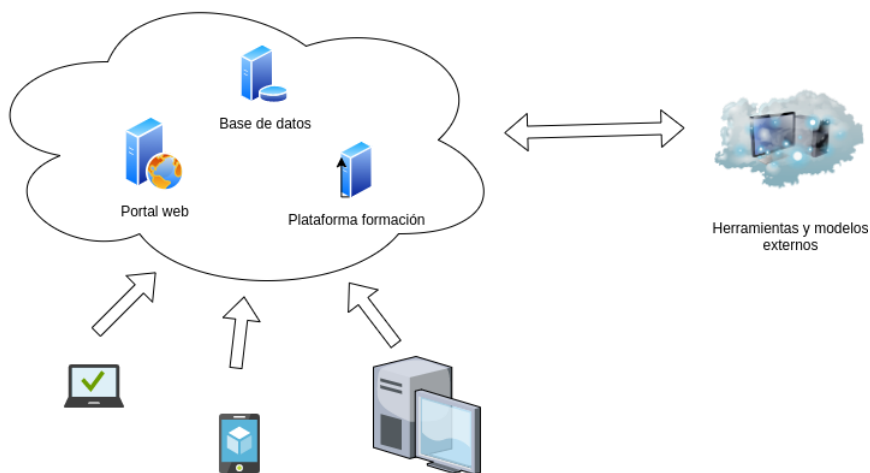 Base de datos
Portal web
Plataforma formación
Herramientas y modelos
externos